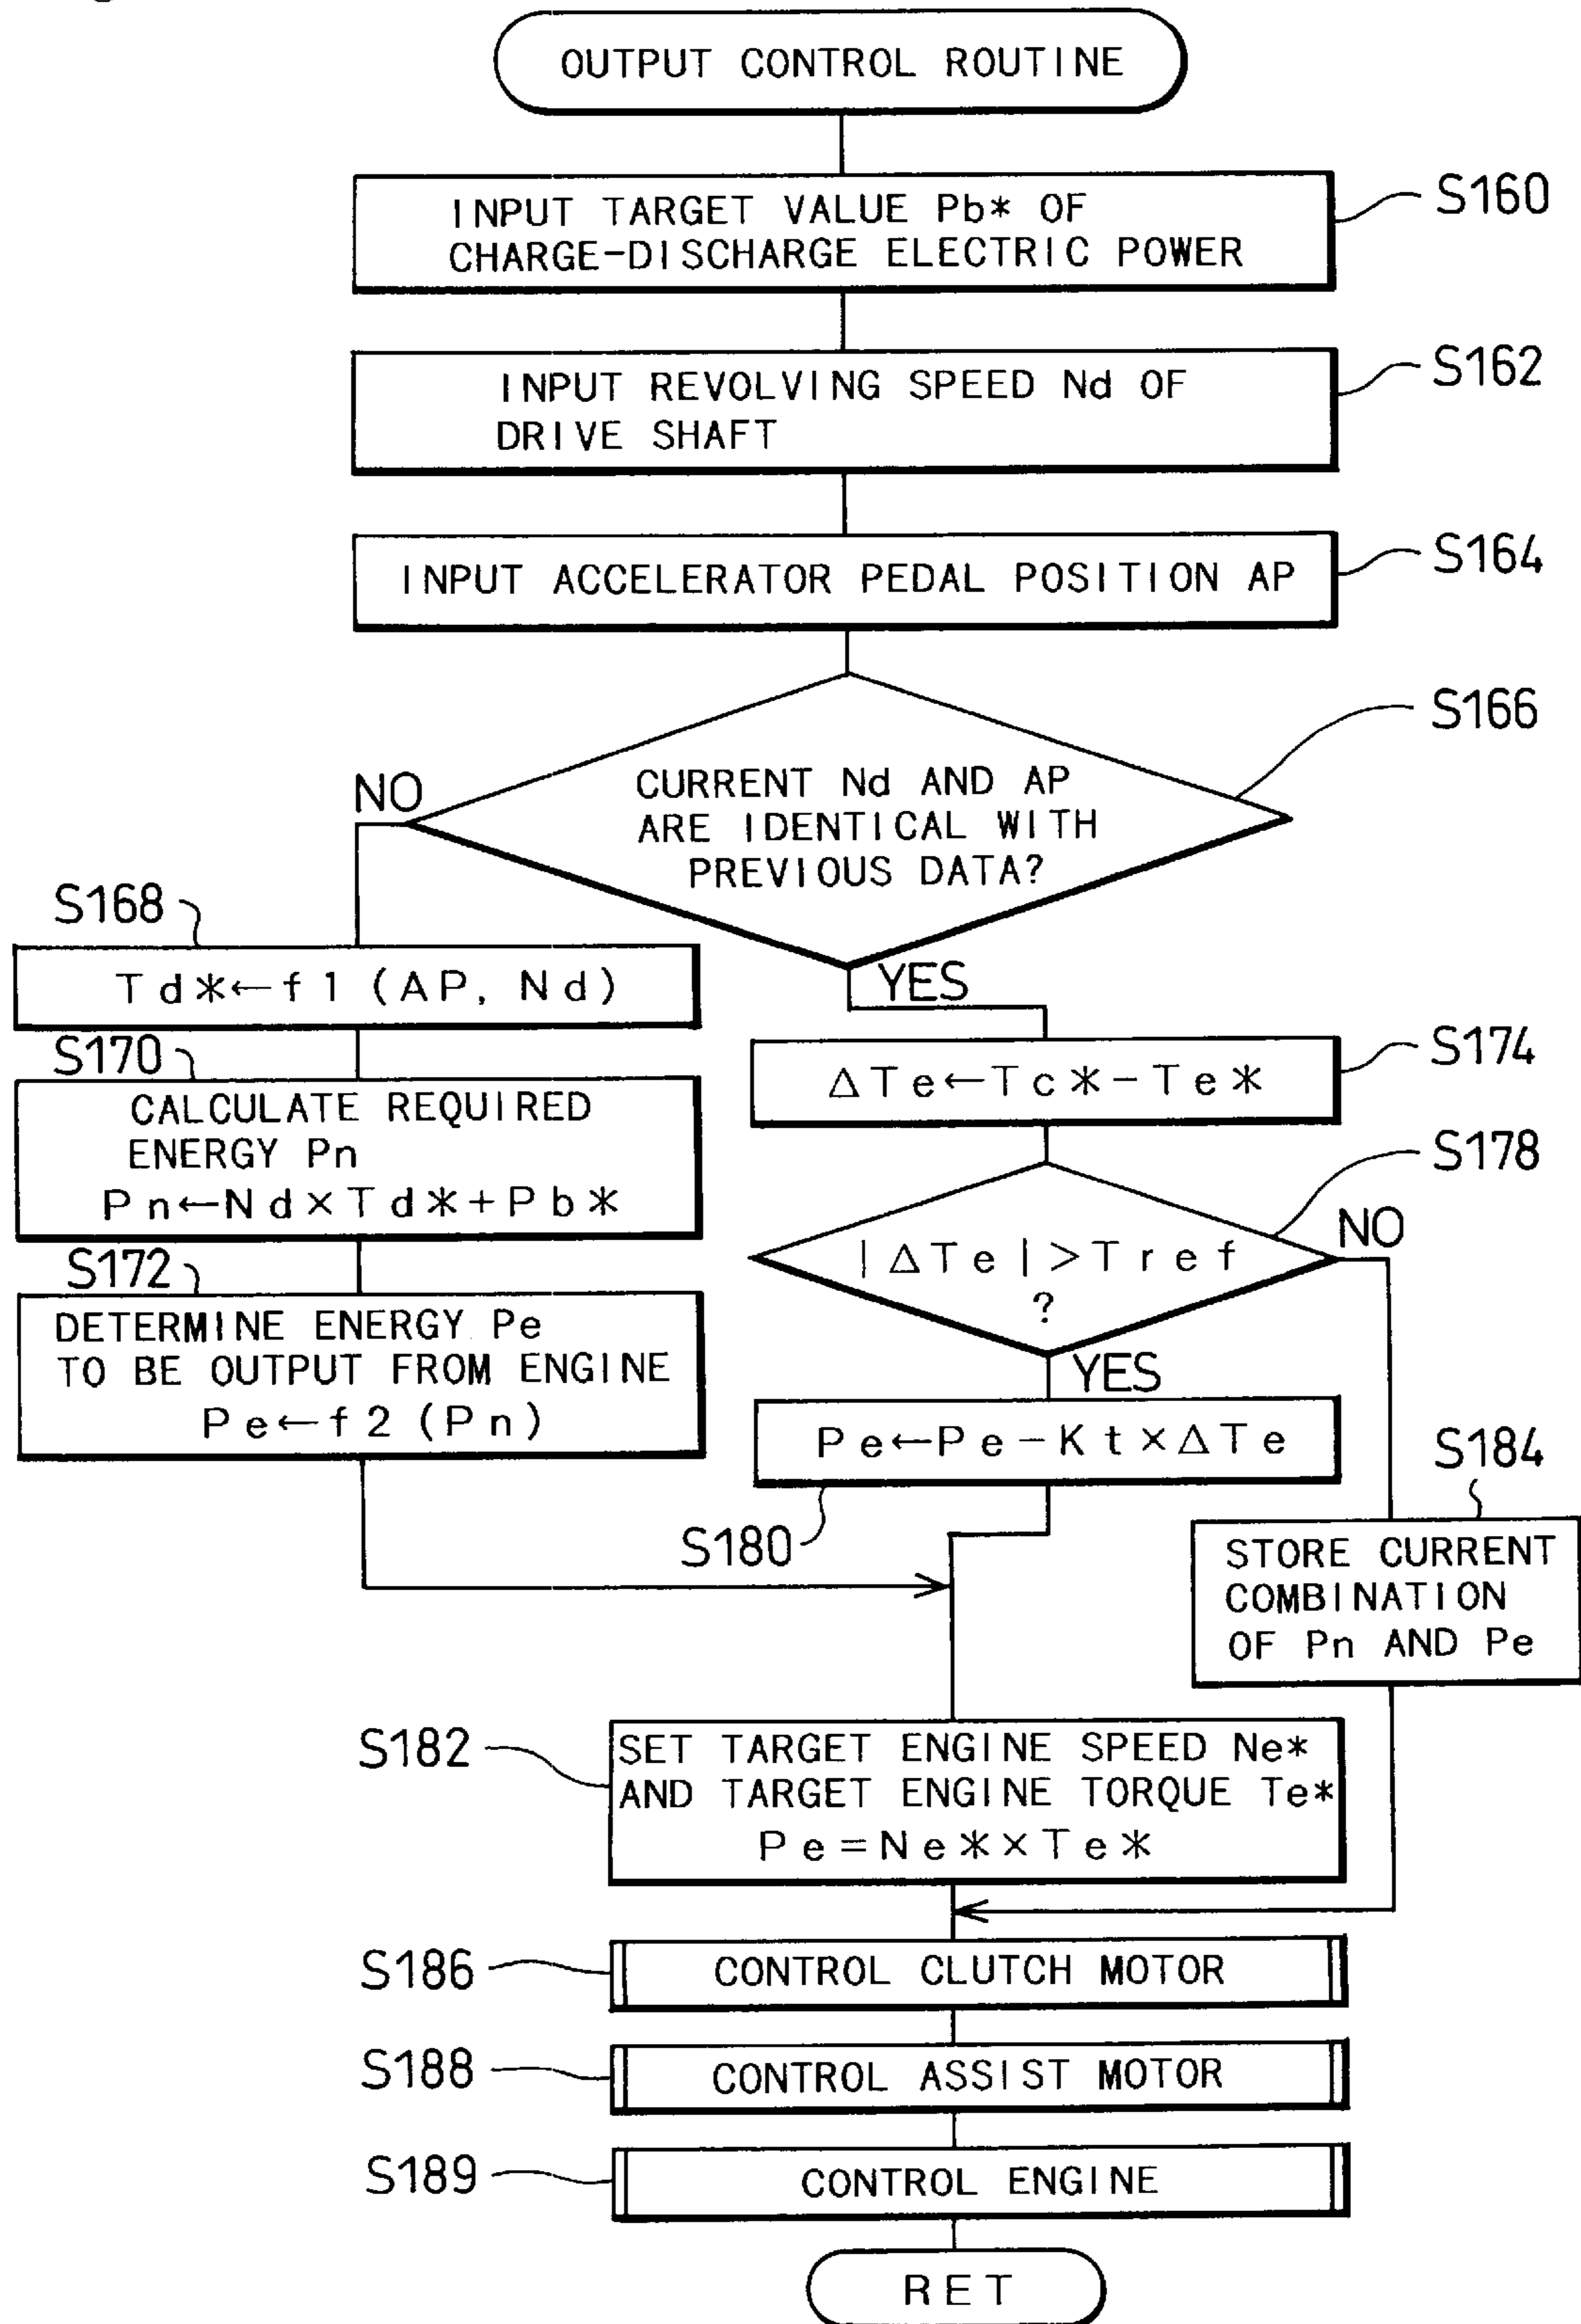 OUTPUT CONTROL ROUTINE
INPUT TARGET VALUE Pb* OF
CHARGE-DISCHARGE ELECTRIC POWER
S160
INPUT REVOLVING SPEED Nd OF
DRIVE SHAFT
S162
INPUT ACCELERATOR PEDAL POSITION AP
S164
S166
CURRENT Nd AND AP
ARE IDENTICAL WITH
PREVIOUS DATA?
NO
YES
S168
Td*←f1(AP, Nd)
S170
CALCULATE REQUIRED
ENERGY Pn
Pn←Nd×Td*+Pb*
S172
DETERMINE ENERGY Pe
TO BE OUTPUT FROM ENGINE
Pe←f2(Pn)
S174
ΔTe←Tc*-Te*
S178
|ΔTe|>Tref
?
NO
YES
Pe←Pe-Kt×ΔTe
S180
S184
STORE CURRENT
COMBINATION
OF Pn AND Pe
S182
SET TARGET ENGINE SPEED Ne*
AND TARGET ENGINE TORQUE Te*
Pe=Ne*×Te*
S186
CONTROL CLUTCH MOTOR
S188
CONTROL ASSIST MOTOR
S189
CONTROL ENGINE
RET